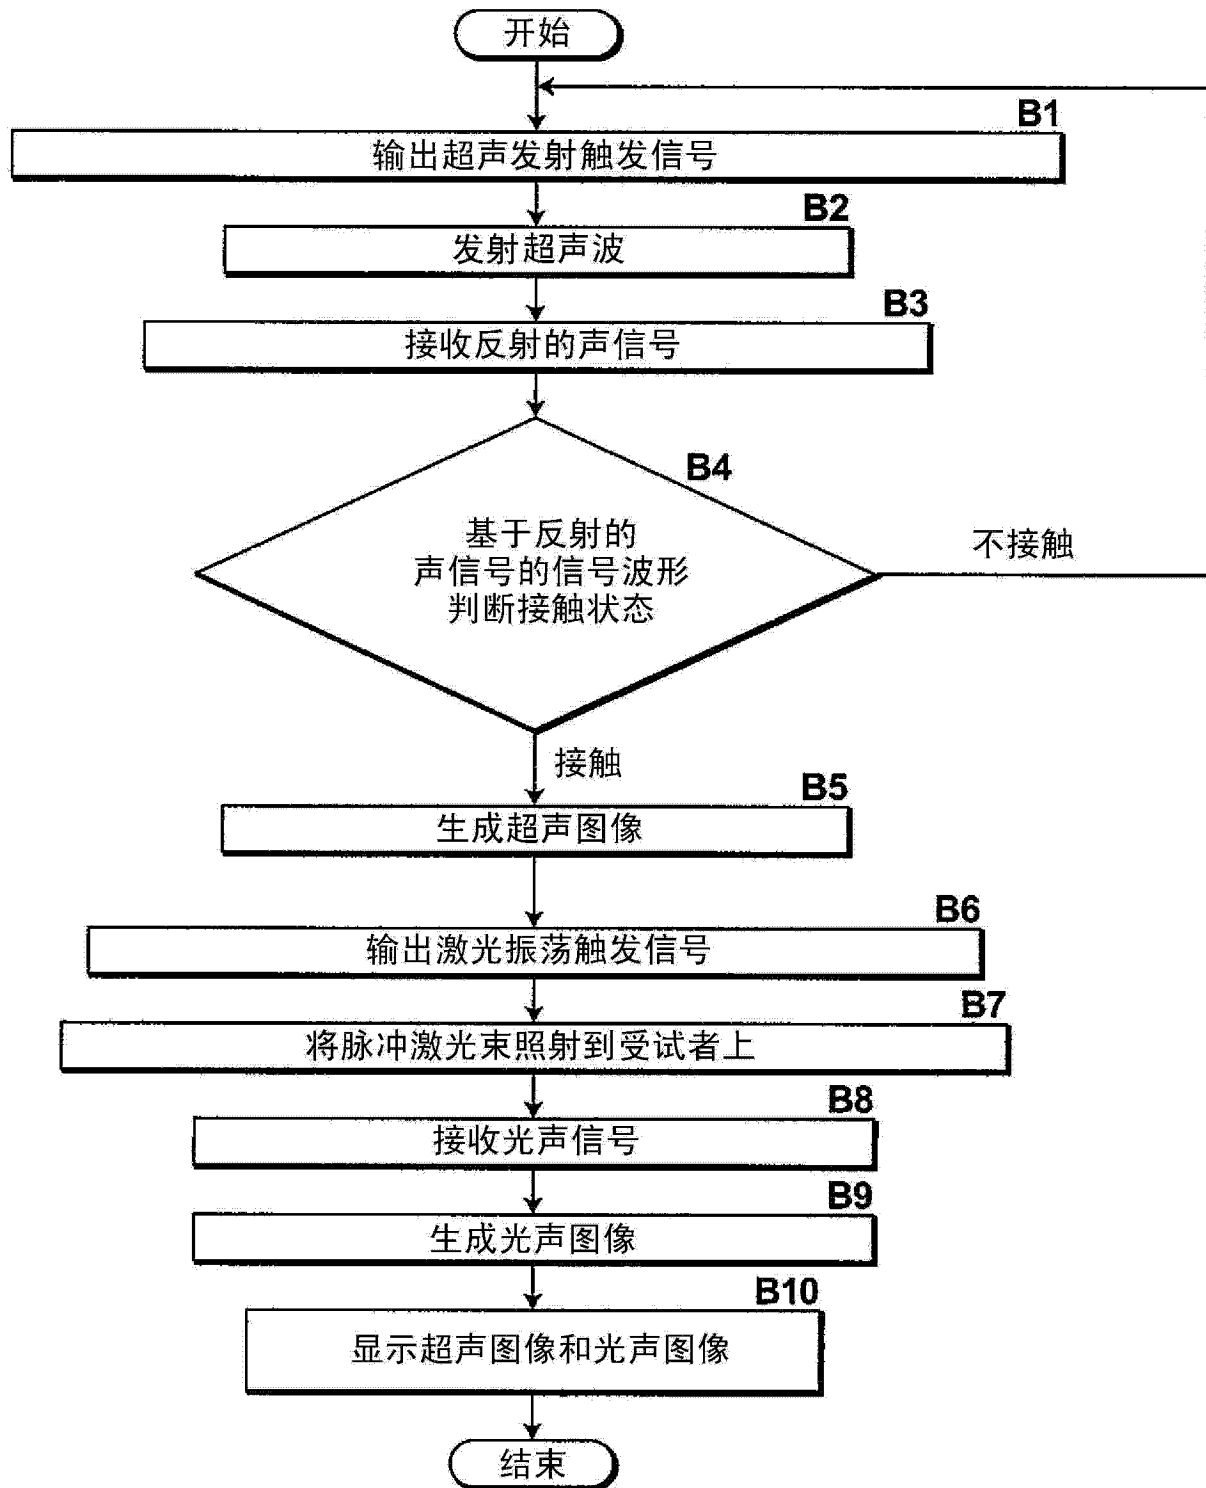 开始
B1
输出超声发射触发信号
B2
发射超声波
B3
接收反射的声信号
B4
基于反射的
声信号的信号波形
判断接触状态
不接触
接触
B5
生成超声图像
B6
输出激光振荡触发信号
B7
将脉冲激光束照射到受试者上
B8
接收光声信号
B9
生成光声图像
B10
显示超声图像和光声图像
结束